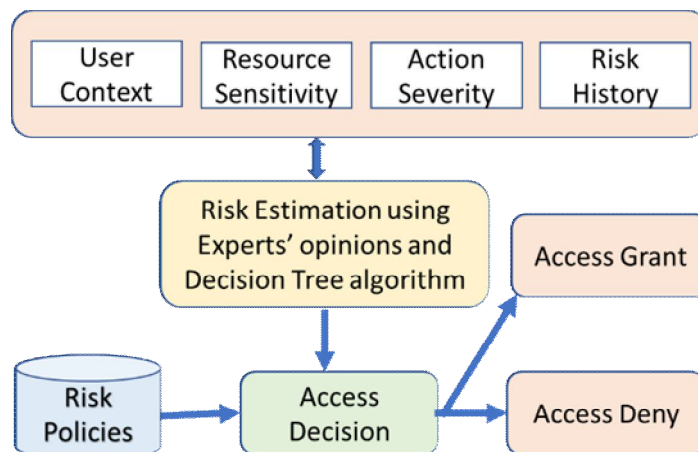 User
Context
Resource
Sensitivity
Action
Severity
Risk
History
Risk Estimation using
Experts’ opinions and
Decision Tree algorithm
Access Grant
Risk
Policies
Access
Decision
Access Deny